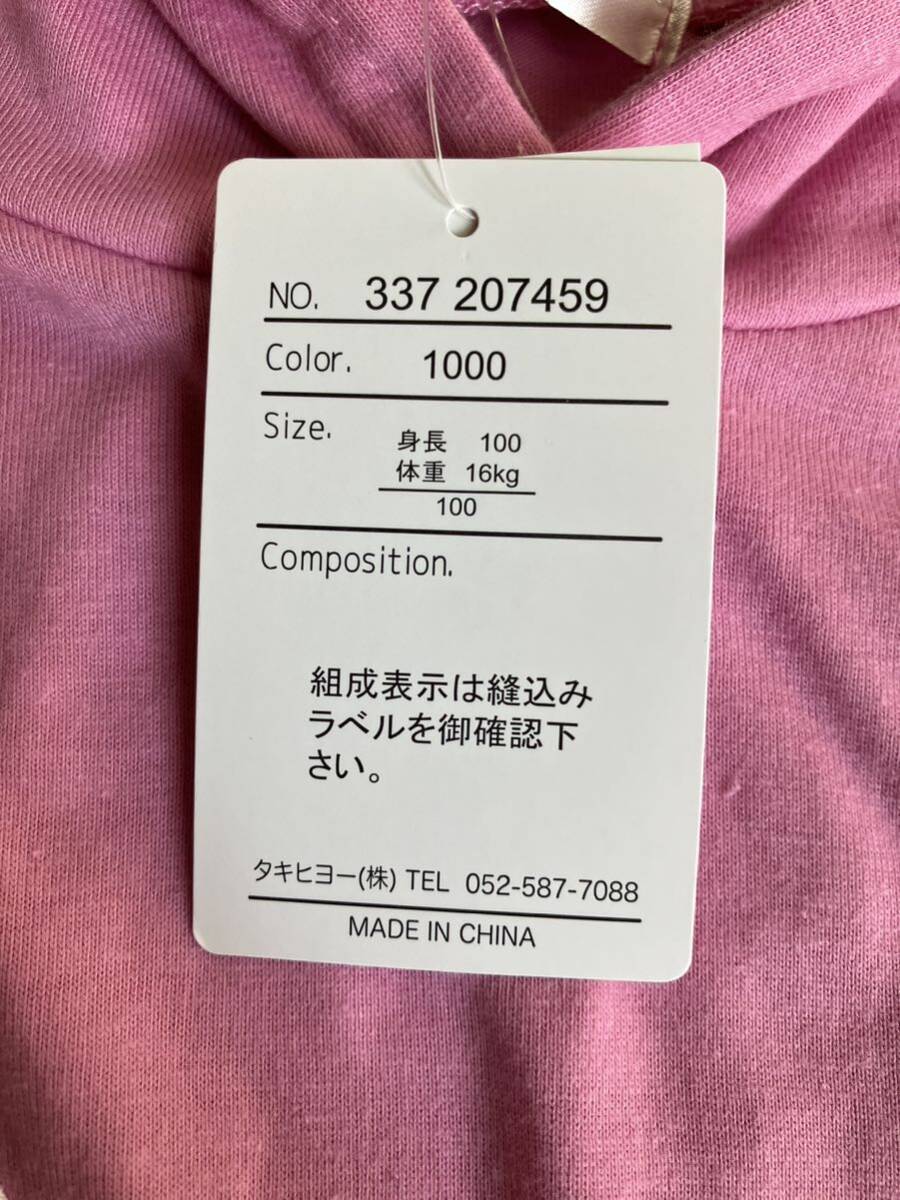 NO. 337 207459
Color. 1000
Size.
身長 100
体重 16kg
100
Composition.
組成表示は縫込み
ラベルを御確認下
さい。
タキヒヨー(株) TEL 052-587-7088
MADE IN CHINA